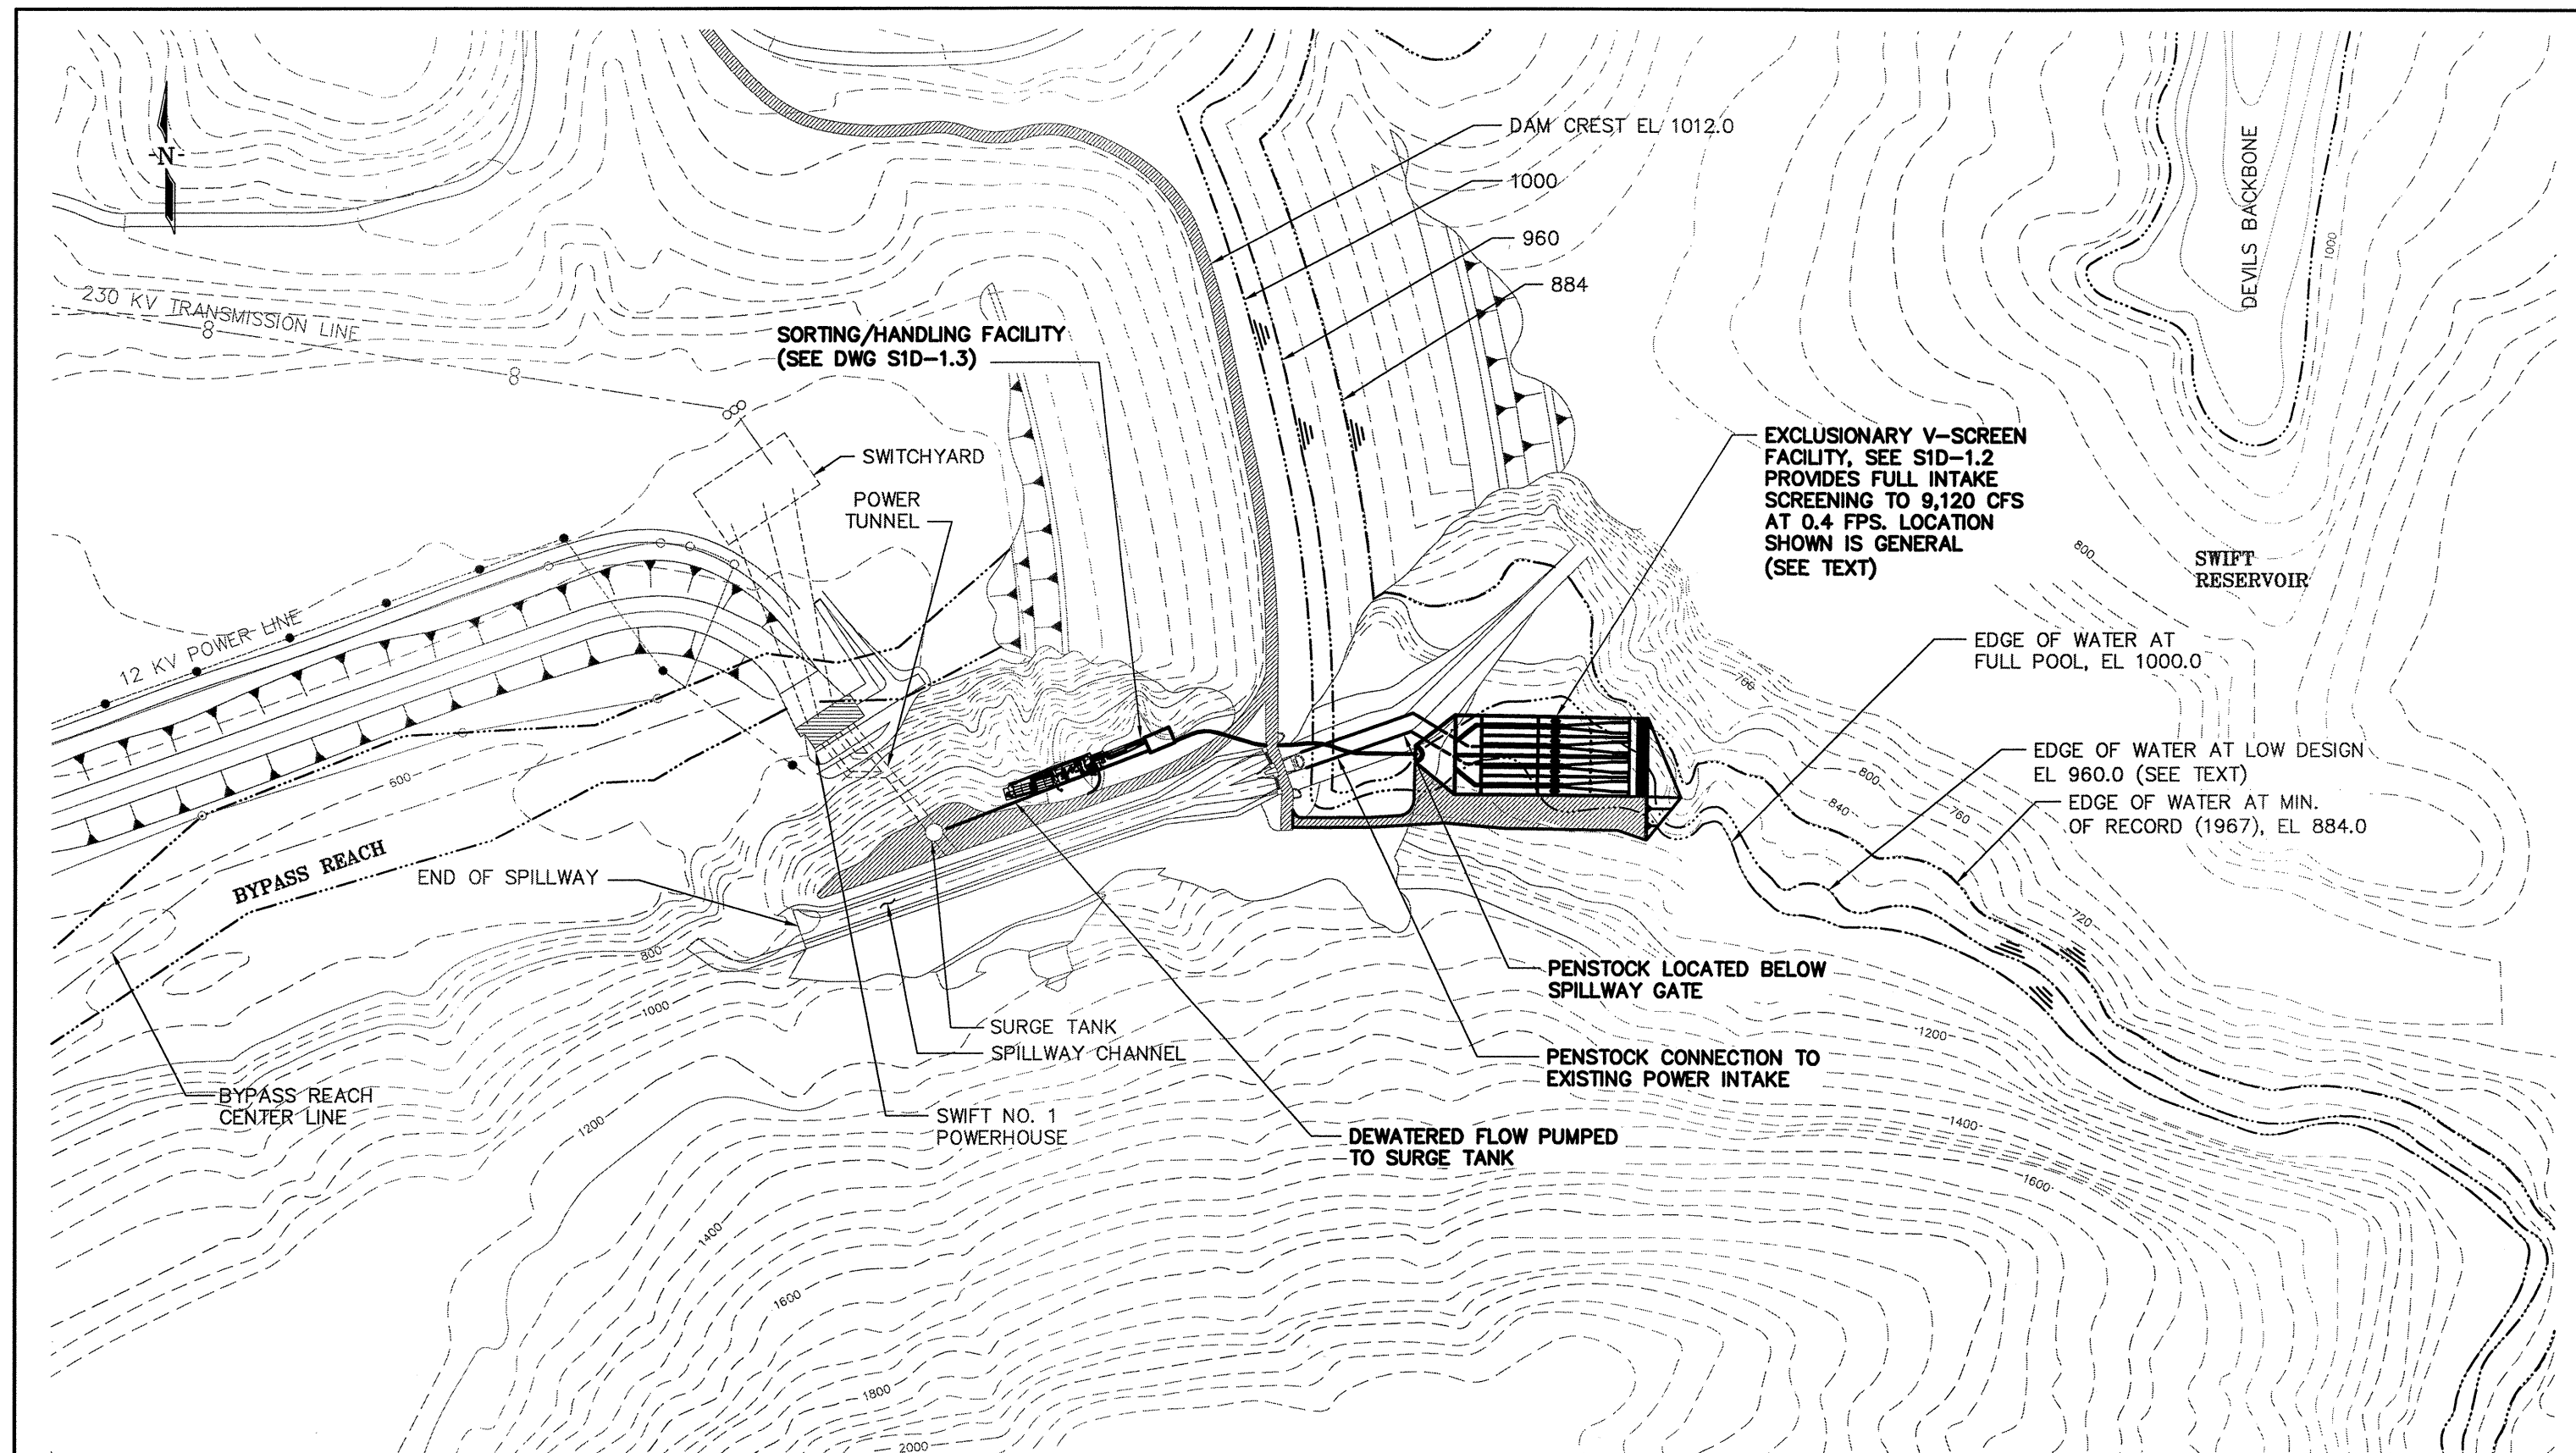 DAM CREST EL 1012.0
1000
960
884
DEVILS BACKBONE
1000
N
230 KV TRANSMISSION LINE
8
8
SORTING/HANDLING FACILITY
(SEE DWG S1D-1.3)
SWITCHYARD
POWER
TUNNEL
EXCLUSIONARY V-SCREEN
FACILITY, SEE S1D-1.2
PROVIDES FULL INTAKE
SCREENING TO 9,120 CFS
AT 0.4 FPS. LOCATION
SHOWN IS GENERAL
(SEE TEXT)
800
SWIFT
RESERVOIR
12 KV POWER LINE
EDGE OF WATER AT
FULL POOL, EL 1000.0
760
EDGE OF WATER AT LOW DESIGN
EL 960.0 (SEE TEXT)
EDGE OF WATER AT MIN.
OF RECORD (1967), EL 884.0
600
800
840
760
720
BYPASS REACH
END OF SPILLWAY
800
1000
PENSTOCK LOCATED BELOW
SPILLWAY GATE
SURGE TANK
SPILLWAY CHANNEL
PENSTOCK CONNECTION TO
EXISTING POWER INTAKE
1200
BYPASS REACH
CENTER LINE
1200
SWIFT NO. 1
POWERHOUSE
DEWATERED FLOW PUMPED
TO SURGE TANK
1400
1600
1400
1600
1800
2000